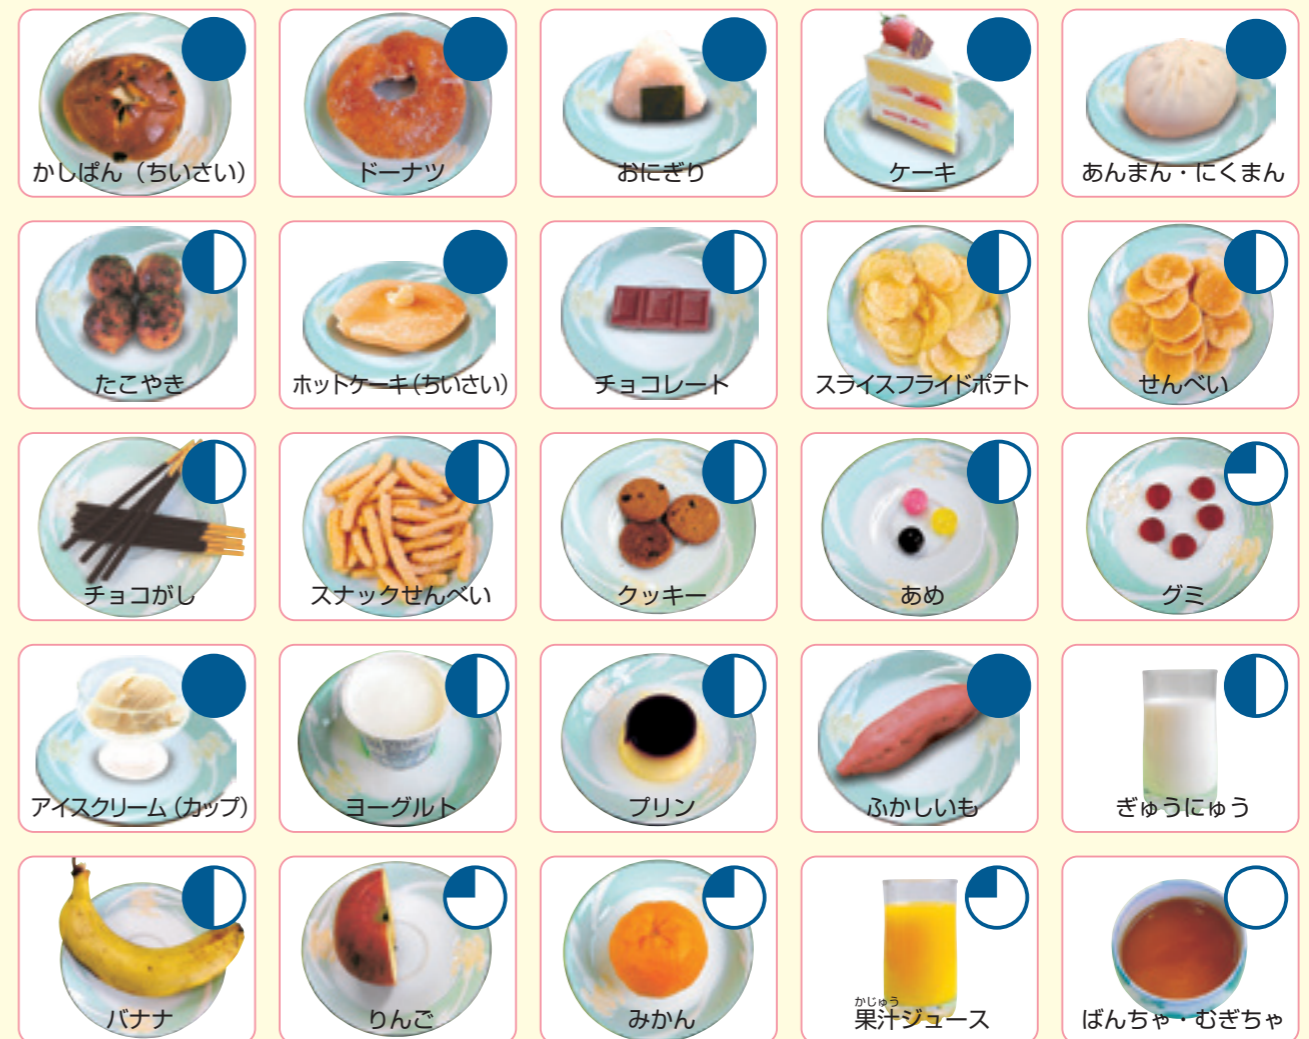 かしぱん（ちいさい）
ドーナツ
おにぎり
ケーキ
あんまん・にくまん
たこやき
ホットケーキ（ちいさい）
チョコレート
スライスフライドポテト
せんべい
チョコがし
スナックせんべい
クッキー
あめ
グミ
アイスクリーム（カップ）
ヨーグルト
プリン
ふかしいも
ぎゅうにゅう
バナナ
りんご
みかん
かじゅう
果汁ジュース
ばんちゃ・むぎちゃ